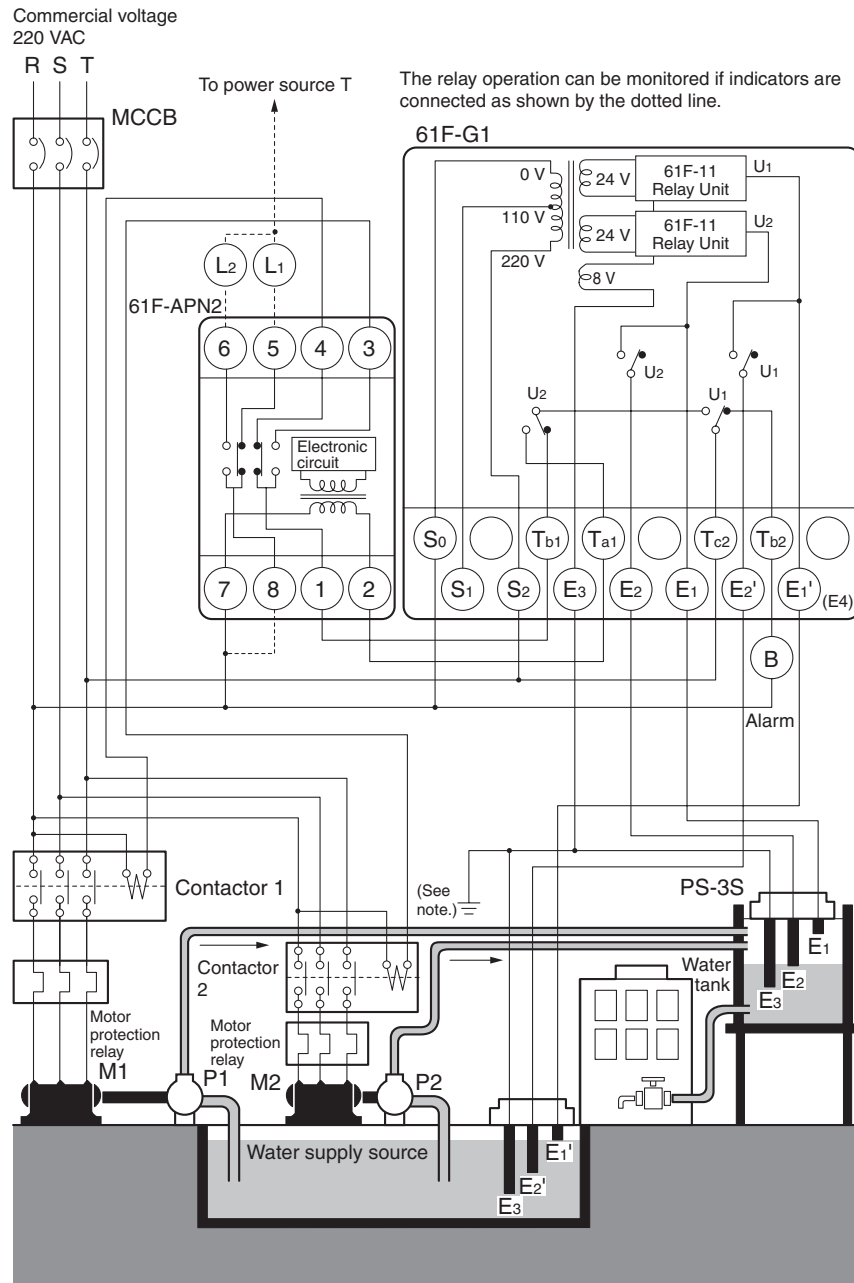 Commercial voltage
220 VAC
R S T
MCCB
To power source T
The relay operation can be monitored if indicators are
connected as shown by the dotted line.
61F-G1
0 V
110 V
220 V
24 V
24 V
8 V
61F-11
Relay Unit
U1
61F-11
Relay Unit
U2
L2 L1
61F-APN2
6 5 4 3
Electronic
circuit
7 8 1 2
U2
U1
U2
U1
S0 Tb1 Ta1 Tc2 Tb2
S1 S2 E3 E2 E1 E2' E1' (E4)
B
Alarm
Contactor 1
(See
note.)
PS-3S
E1
E2
E3
Water
tank
Contactor
2
Motor
protection
relay
Motor
protection
relay
M1
P1
M2
P2
Water supply source
E1'
E2'
E3